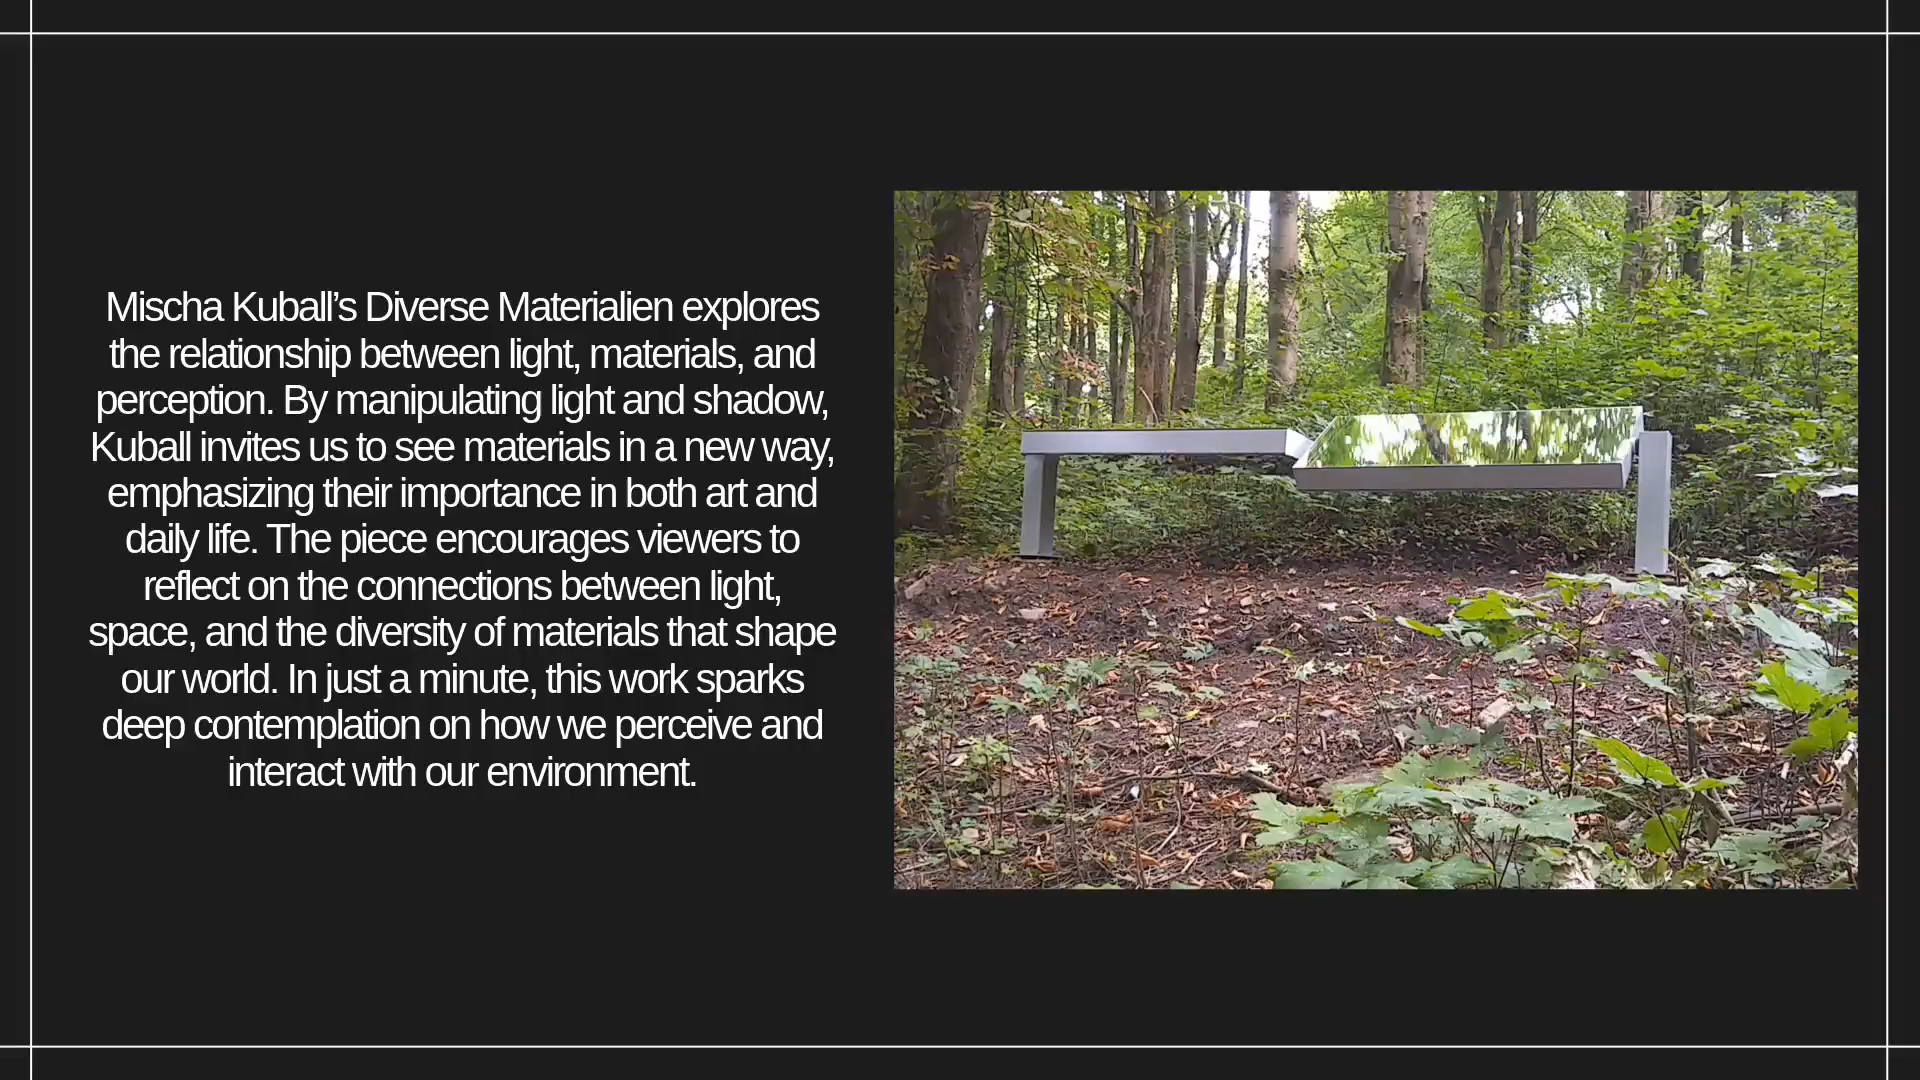 Mischa Kuball’s Diverse Materialien explores
the relationship between light, materials, and
perception. By manipulating light and shadow,
Kuball invites us to see materials in a new way,
emphasizing their importance in both art and
daily life. The piece encourages viewers to
reflect on the connections between light,
space, and the diversity of materials that shape
our world. In just a minute, this work sparks
deep contemplation on how we perceive and
interact with our environment.